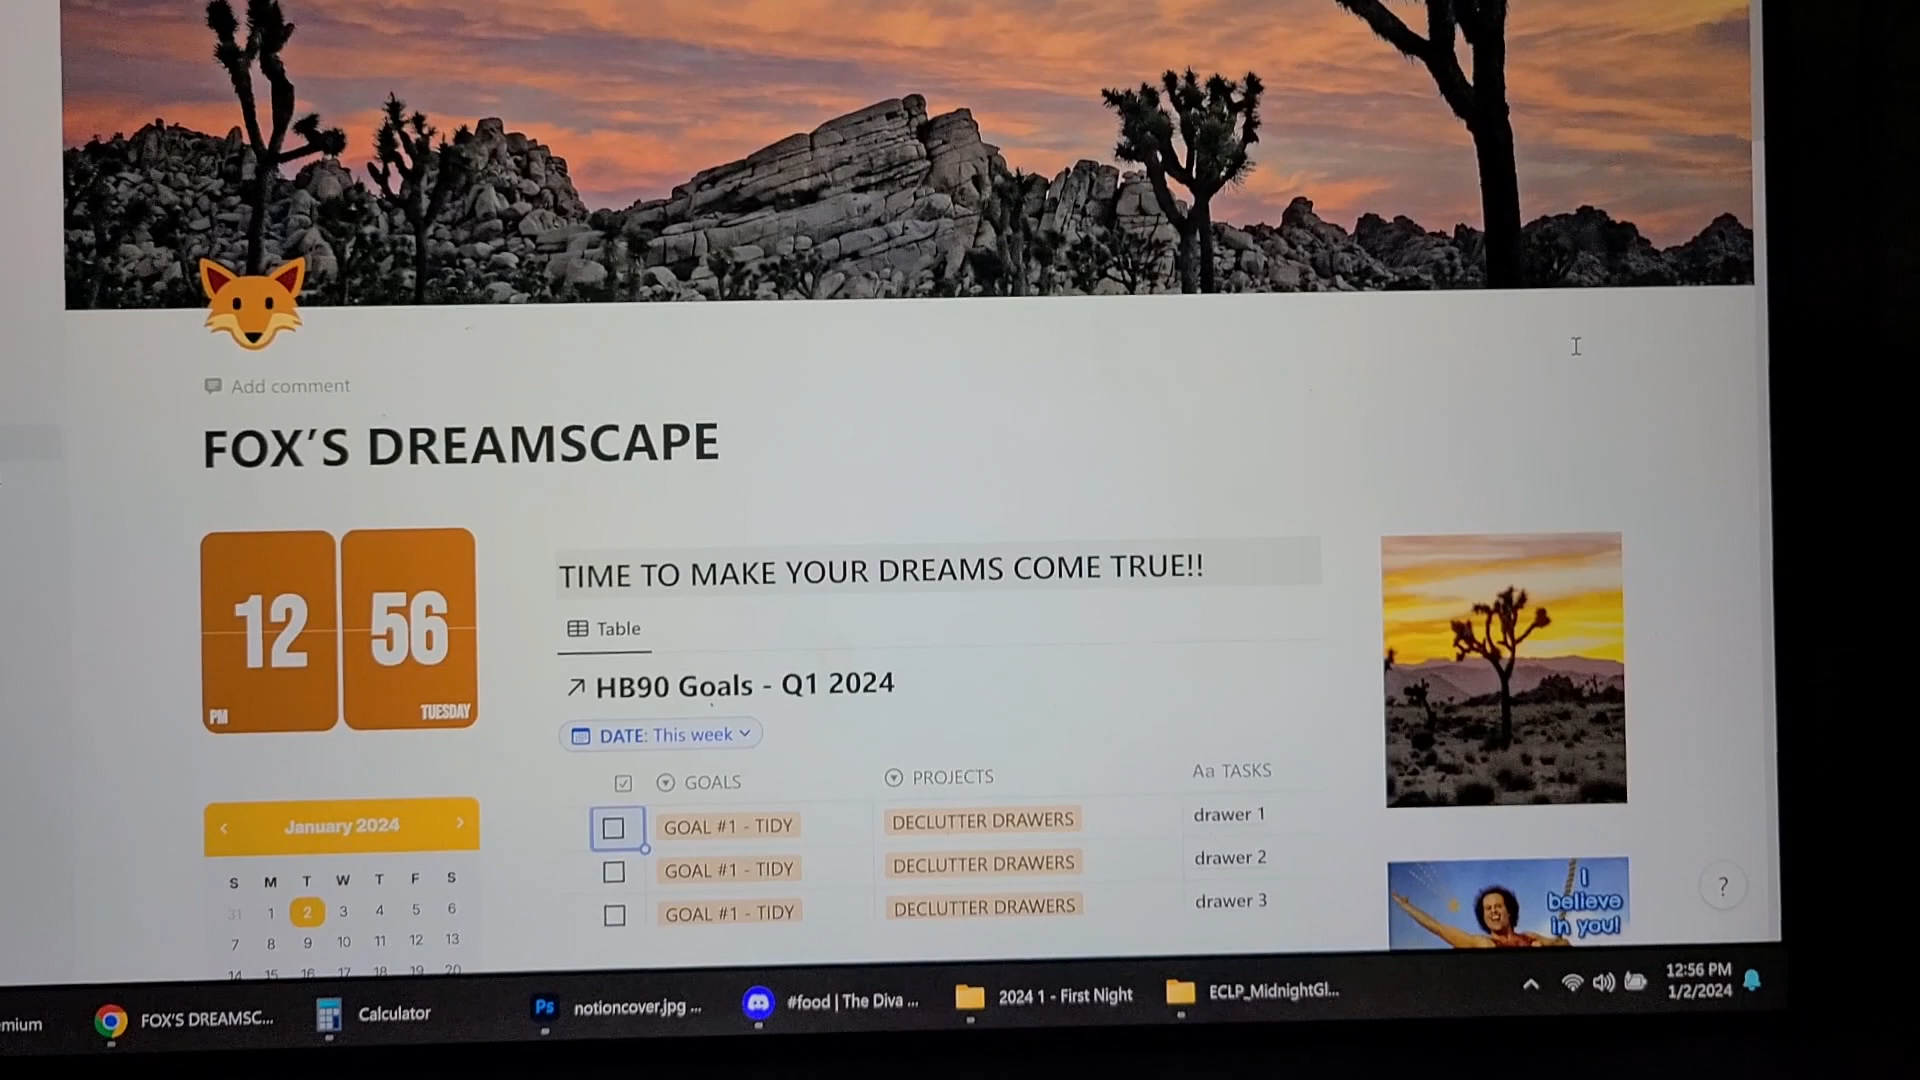 Add comment
FOX'S DREAMSCAPE
12
56
PM
TUESDAY
TIME TO MAKE YOUR DREAMS COME TRUE!!
Table
HB90 Goals - Q1 2024
DATE: This week
GOALS
PROJECTS
Aa TASKS
GOAL #1 - TIDY
DECLUTTER DRAWERS
drawer 1
GOAL #1 - TIDY
DECLUTTER DRAWERS
drawer 2
GOAL #1 - TIDY
DECLUTTER DRAWERS
drawer 3
January 2024
S M T W T F S
31 1 2 3 4 5 6
7 8 9 10 11 12 13
14 15 16 17 18 19 20
I
believe
in you!
?
mium
FOX'S DREAMSC...
Calculator
Ps
notioncover.jpg ...
#food | The Diva ...
2024 1 - First Night
ECLP_MidnightGl...
12:56 PM
1/2/2024